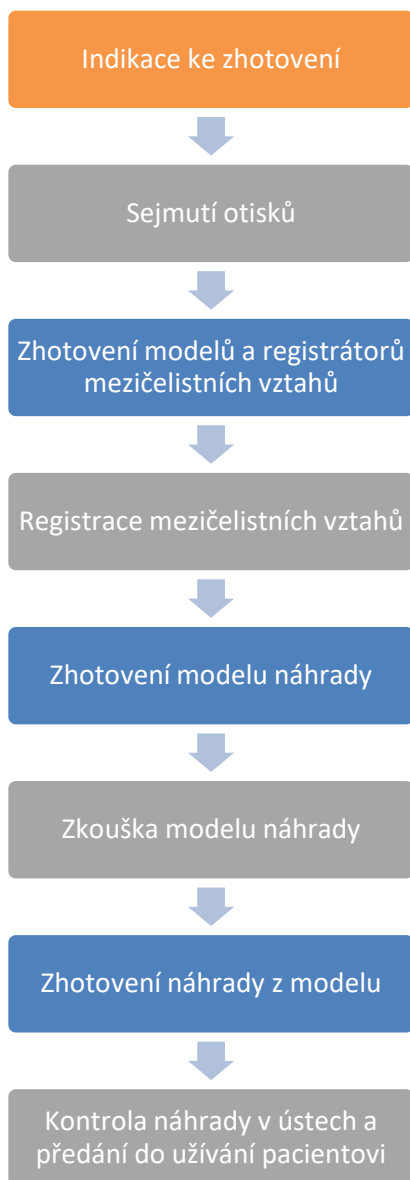 Indikace ke zhotovení
Sejmutí otisků
Zhotovení modelů a registrátorů
mezičelistních vztahů
Registrace mezičelistních vztahů
Zhotovení modelu náhrady
Zkouška modelu náhrady
Zhotovení náhrady z modelu
Kontrola náhrady v ústech a
předání do užívání pacientovi